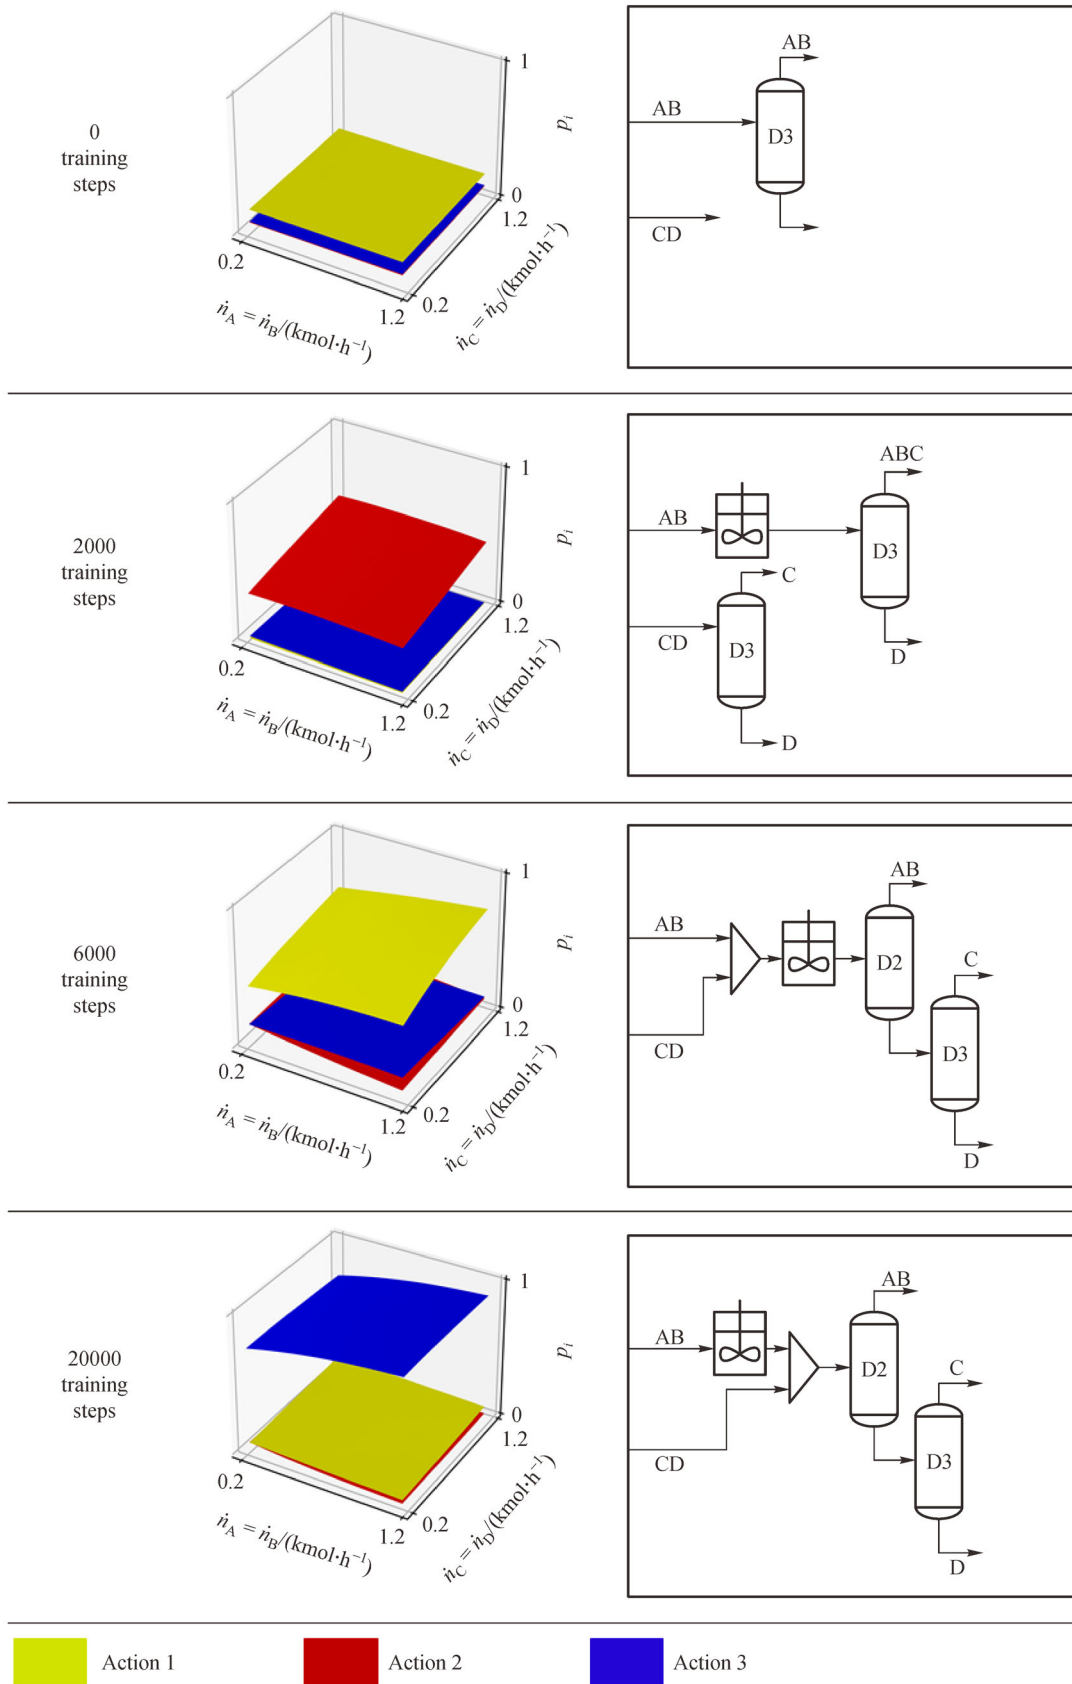 0
training
steps
1
p_i
0
1.2
0.2
1.2
0.2
ṅ_A = ṅ_B/(kmol·h⁻¹)
ṅ_C = ṅ_D/(kmol·h⁻¹)
AB
AB
D3
CD
2000
training
steps
1
p_i
0
1.2
0.2
1.2
0.2
ṅ_A = ṅ_B/(kmol·h⁻¹)
ṅ_C = ṅ_D/(kmol·h⁻¹)
ABC
AB
D3
C
CD
D3
D
D
6000
training
steps
1
p_i
0
1.2
0.2
1.2
0.2
ṅ_A = ṅ_B/(kmol·h⁻¹)
ṅ_C = ṅ_D/(kmol·h⁻¹)
AB
AB
D2
C
CD
D3
D
20000
training
steps
1
p_i
0
1.2
0.2
1.2
0.2
ṅ_A = ṅ_B/(kmol·h⁻¹)
ṅ_C = ṅ_D/(kmol·h⁻¹)
AB
AB
D2
C
CD
D3
D
Action 1
Action 2
Action 3